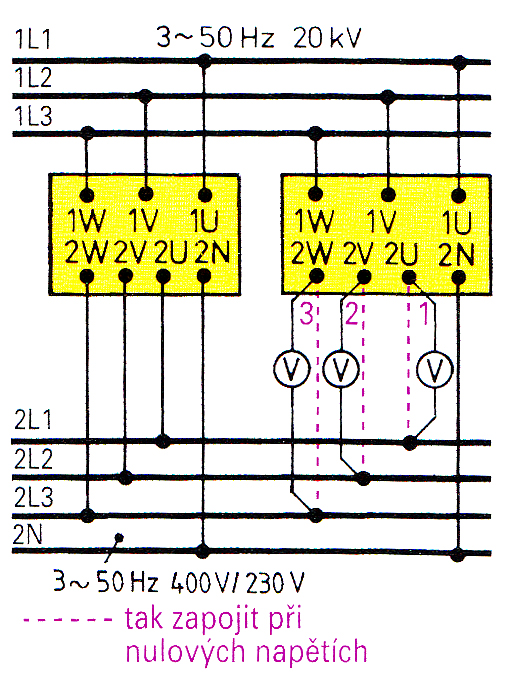 1L1 3~50 Hz 20 kV
1L2
1L3
1W 1V 1U 1W 1V 1U
2W 2V 2U 2N 2W 2V 2U 2N
3 2 1
V V V
2L1
2L2
2L3
2N
3~50 Hz 400 V/230 V
tak zapojit při
nulových napětích